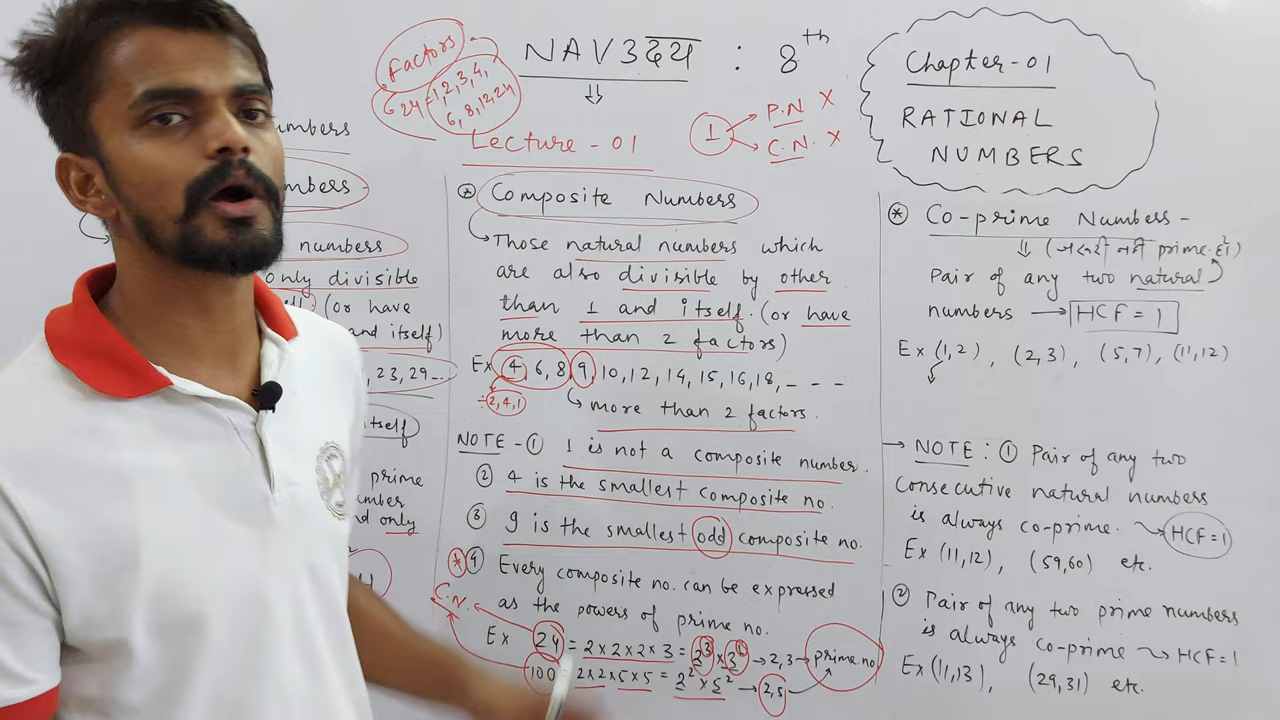 Factors
NAV3दय : 8th
24 = 1, 2, 3, 4,
6, 8, 12, 24
Lecture - 01
1 → P.N ×
→ C.N. ×
Chapter-01
RATIONAL
NUMBERS
numbers
only divisible
(or have
and itself)
, 23, 29...
itself
prime
only
* Composite Numbers
Those natural numbers which
are also divisible by other
than 1 and itself. (or have
more than 2 factors)
Ex 4, 6, 8, 9, 10, 12, 14, 15, 16, 18, - - -
÷ 2, 4, 1
more than 2 factors.
NOTE - ① 1 is not a composite number.
② 4 is the smallest composite no.
③ 9 is the smallest odd composite no.
* ④ Every composite no. can be expressed
as the powers of prime no.
C.N.
Ex 24 = 2 × 2 × 2 × 3 = 2³ × 3¹ → 2, 3 → prime no.
100 = 2 × 2 × 5 × 5 = 2² × 5² → 2, 5
* Co-prime Numbers -
(जरूरी नहीं prime हो)
Pair of any two natural
numbers → HCF = 1
Ex (1, 2), (2, 3), (5, 7), (11, 12)
→ NOTE : ① Pair of any two
Consecutive natural numbers
is always co-prime. → HCF = 1
Ex (11, 12), (59, 60) etc.
② Pair of any two prime numbers
is always co-prime → HCF = 1
Ex (11, 13), (29, 31) etc.